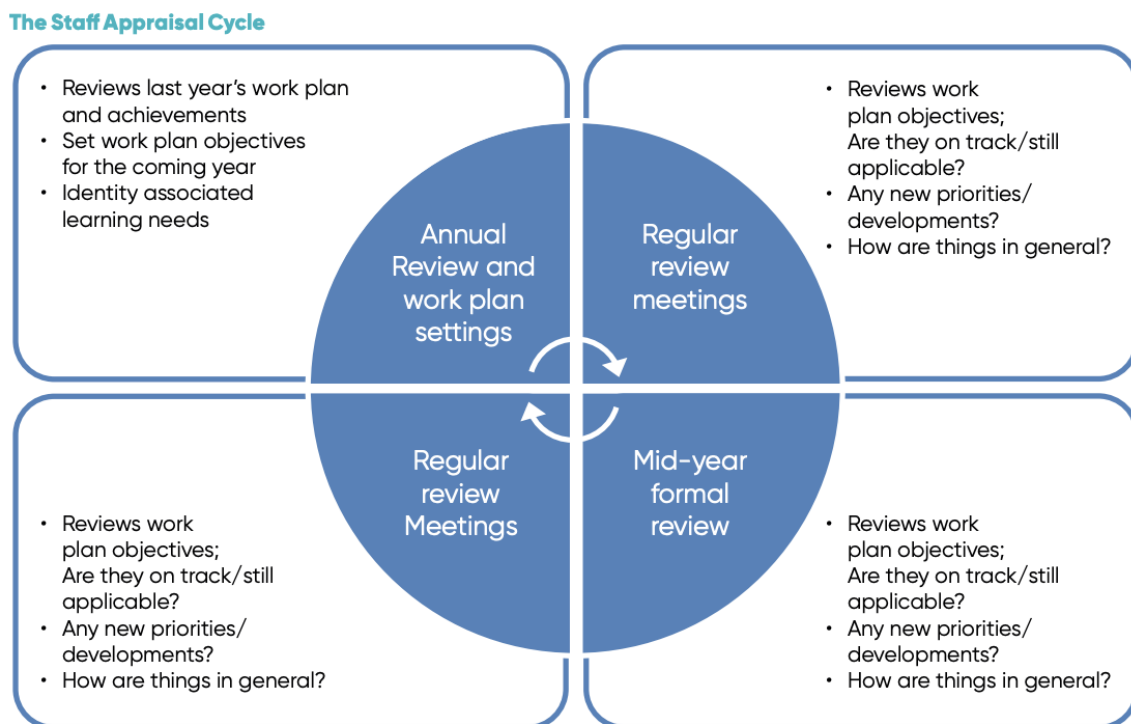 The Staff Appraisal Cycle
• Reviews last year's work plan
and achievements
• Set work plan objectives
for the coming year
• Identity associated
learning needs
Annual
Review and
work plan
settings
Regular
review
meetings
• Reviews work
plan objectives;
Are they on track/still
applicable?
• Any new priorities/
developments?
• How are things in general?
• Reviews work
plan objectives;
Are they on track/still
applicable?
• Any new priorities/
developments?
• How are things in general?
Regular
review
Meetings
Mid-year
formal
review
• Reviews work
plan objectives;
Are they on track/still
applicable?
• Any new priorities/
developments?
• How are things in general?